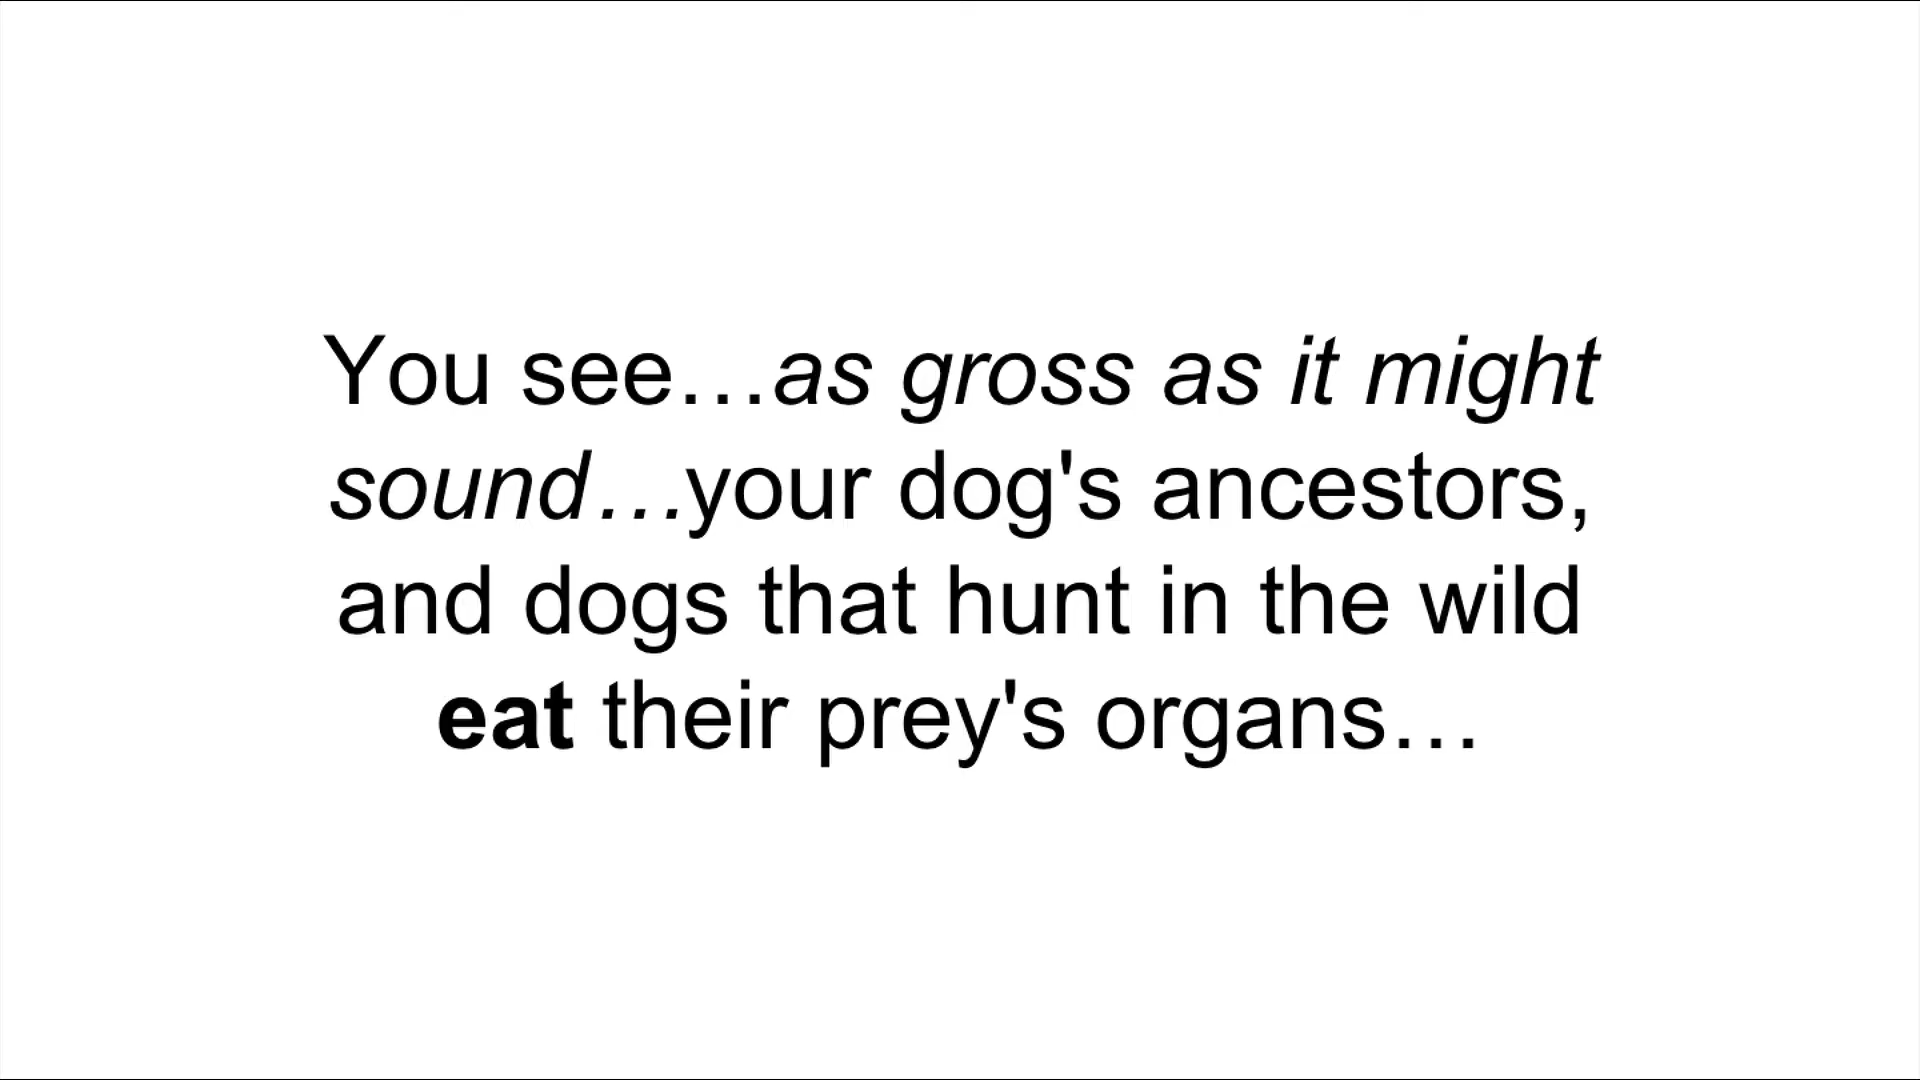 You see…as gross as it might
sound…your dog's ancestors,
and dogs that hunt in the wild
eat their prey's organs…